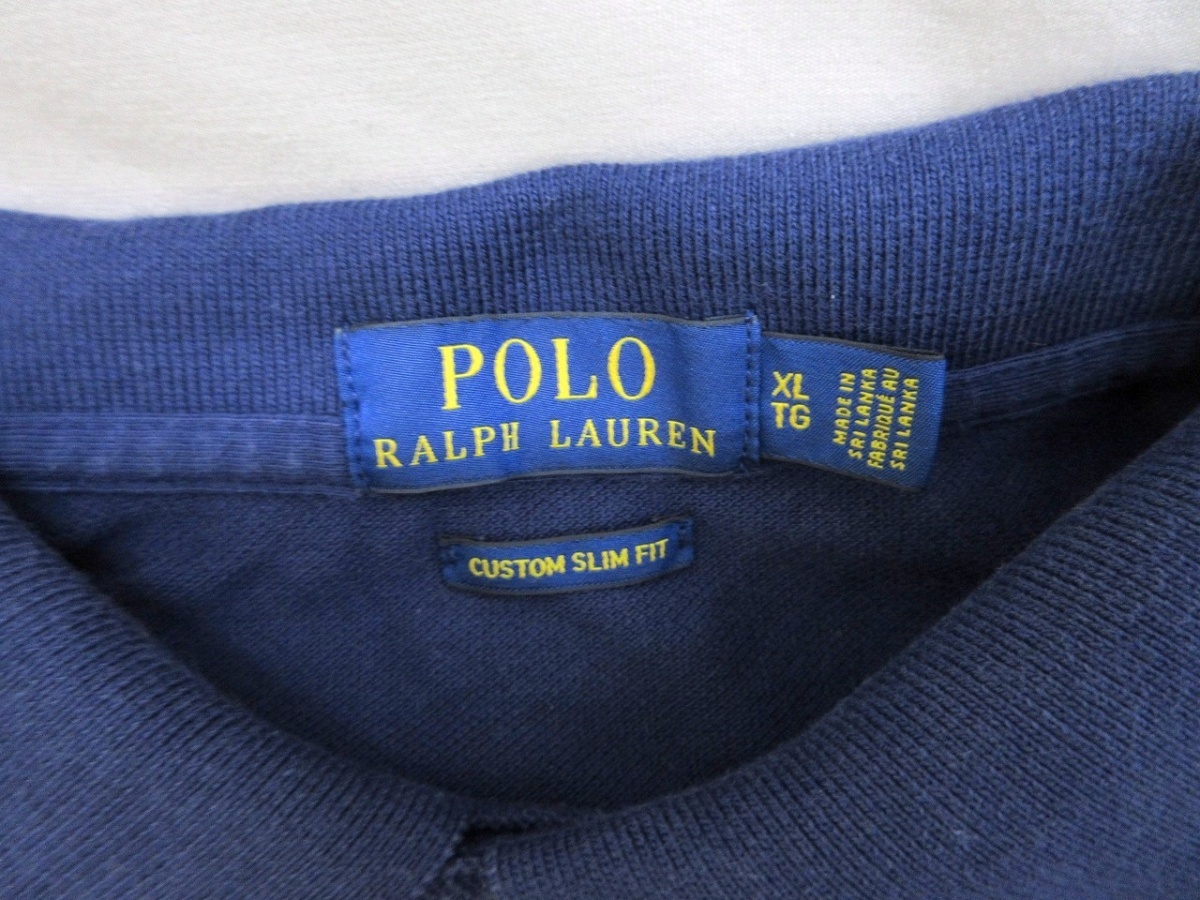 POLO
RALPH LAUREN
XL
TG
MADE IN
SRI LANKA
FABRIQUÉ AU
SRI LANKA
CUSTOM SLIM FIT